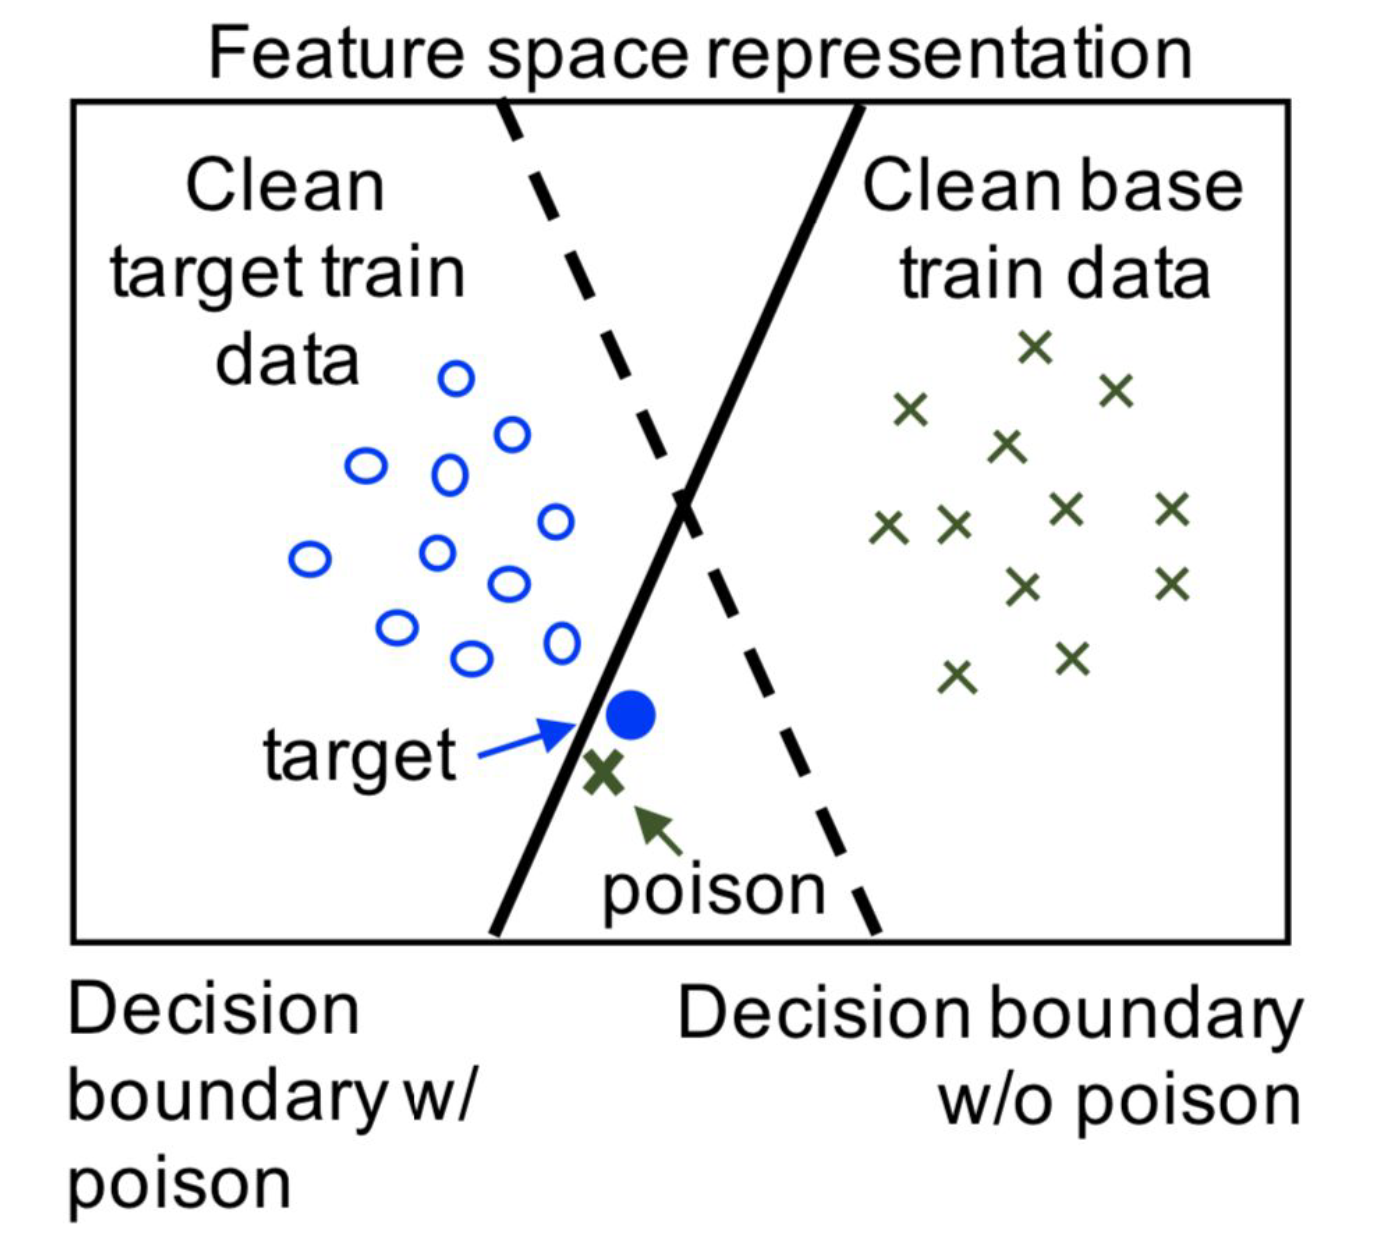 Feature space representation
Clean
target train
data
Clean base
train data
target
poison
Decision
boundary w/
poison
Decision boundary
w/o poison